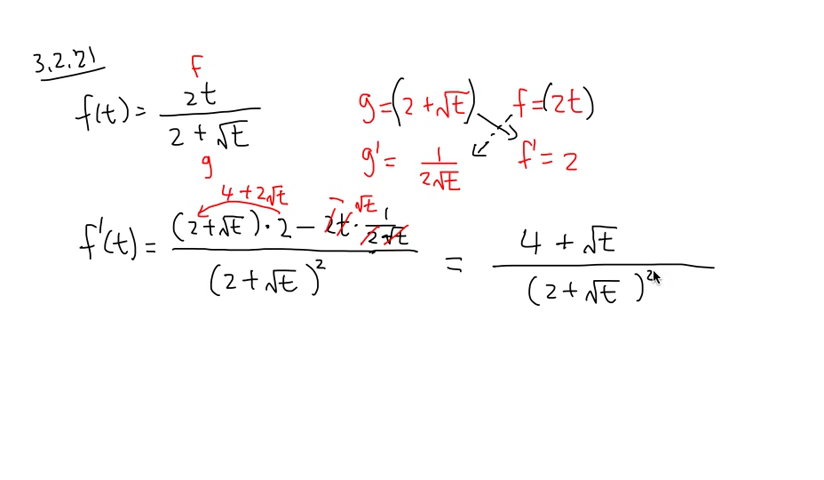 3.2.21
f
f(t) = 2t / (2 + √t)
g
g = (2 + √t) f = (2t)
g' = 1 / (2√t) f' = 2
4 + 2√t √t
f'(t) = ((2 + √t) · 2 − 2t · 1 / (2√t)) / (2 + √t)² = (4 + √t) / (2 + √t)²